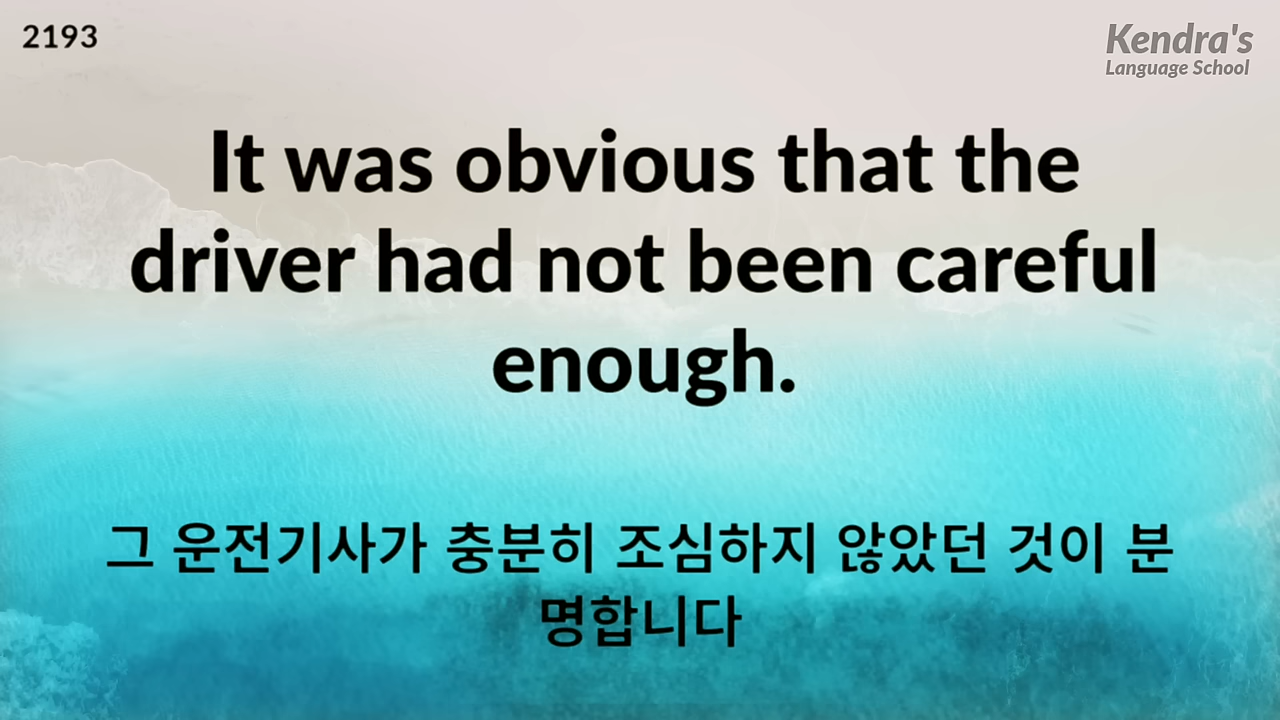 2193
Kendra's
Language School
It was obvious that the
driver had not been careful
enough.
그 운전기사가 충분히 조심하지 않았던 것이 분
명합니다